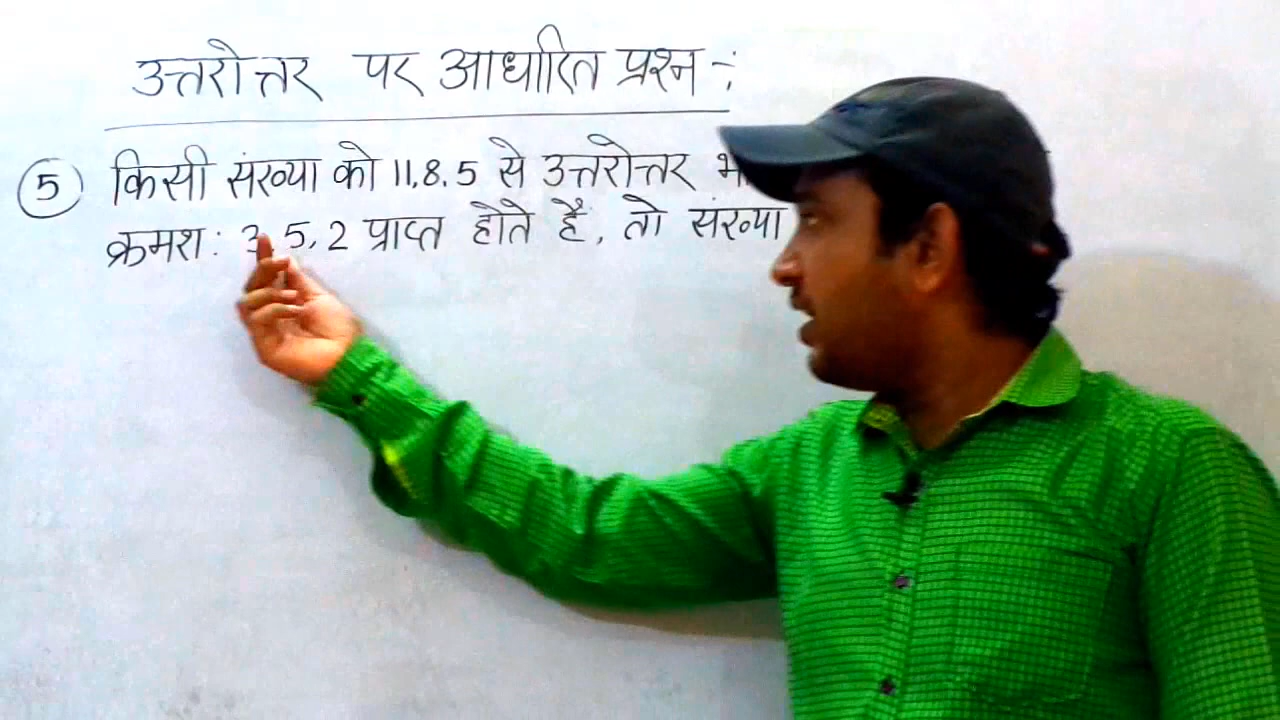 उत्तरोत्तर पर आधारित प्रश्न -:
5 किसी संख्या को 11,8,5 से उत्तरोत्तर
क्रमश: 3,5,2 प्राप्त होते है, तो संख्या